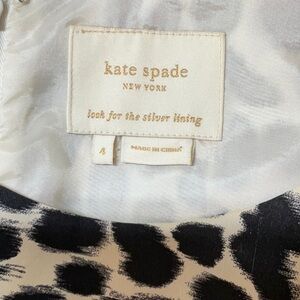 kate spade
NEW YORK
look for the silver lining
4
MADE IN CHINA